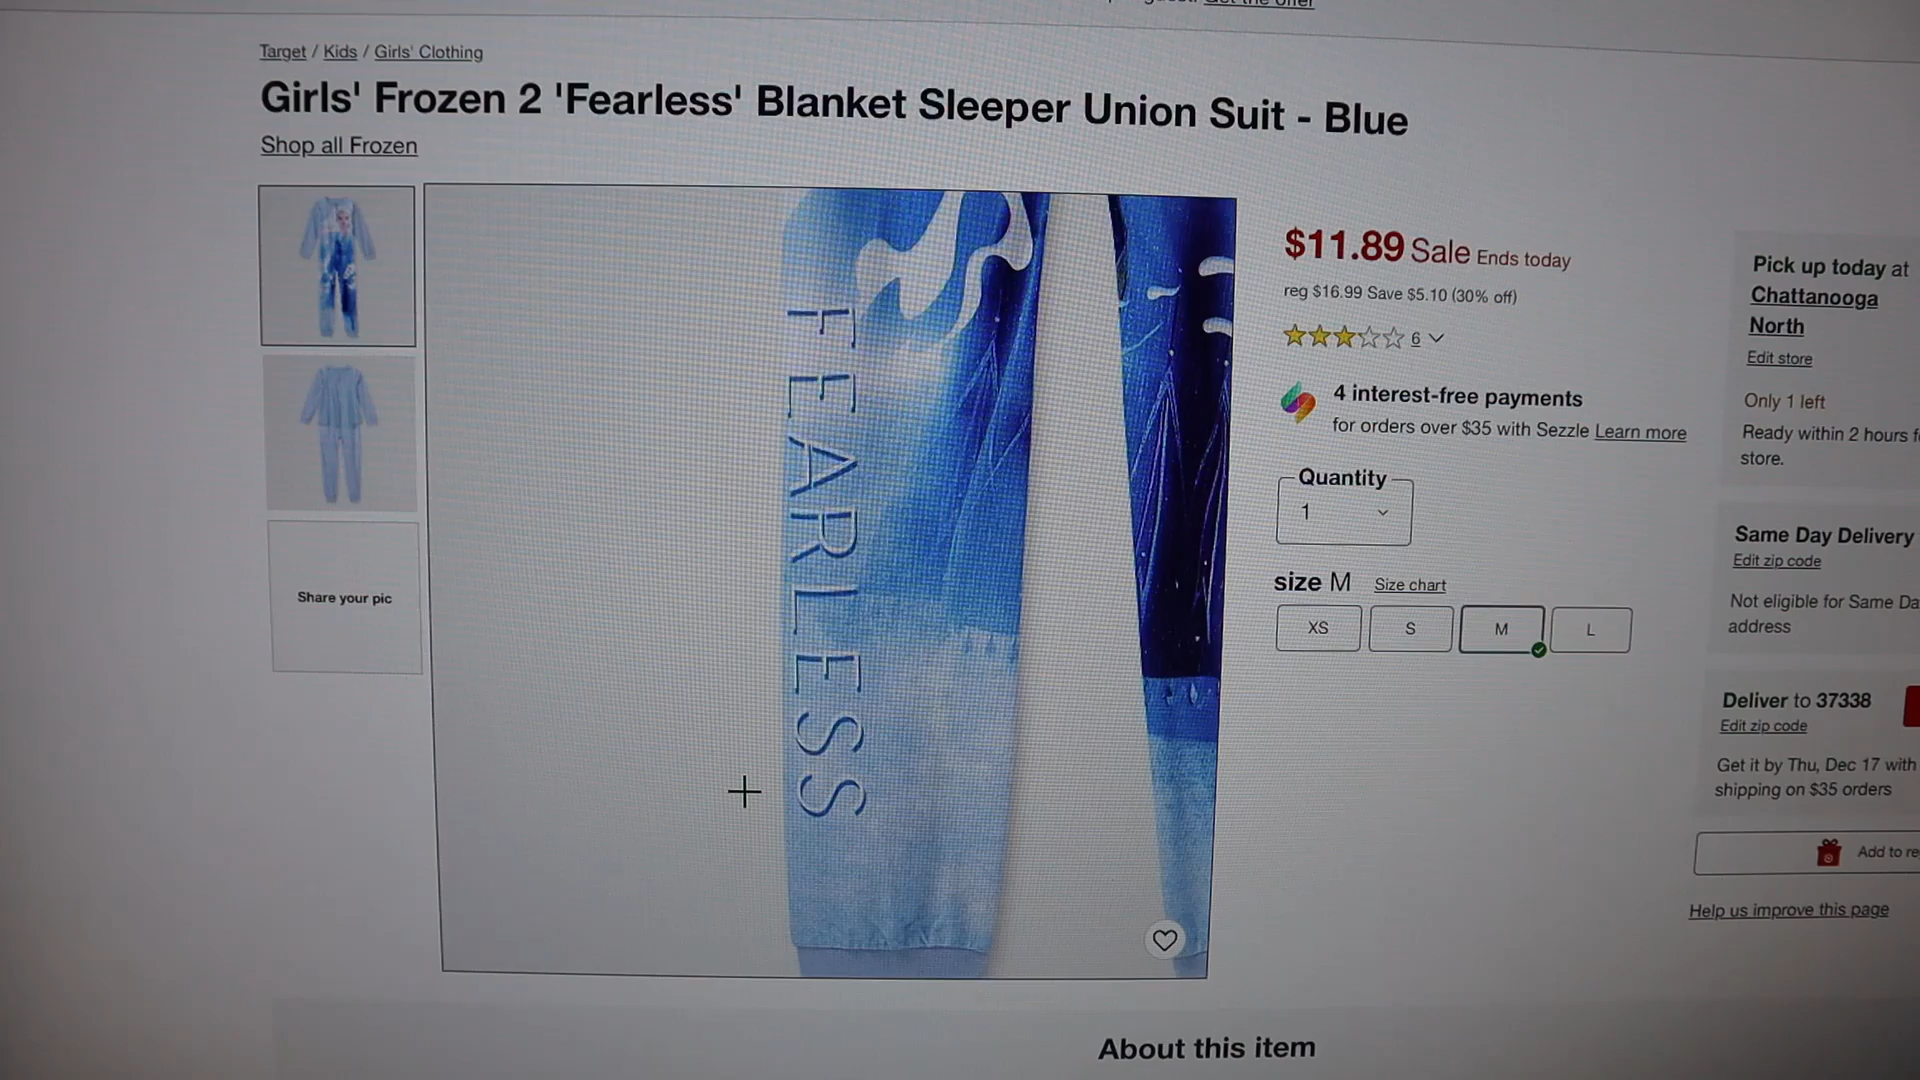 Target / Kids / Girls' Clothing
Girls' Frozen 2 'Fearless' Blanket Sleeper Union Suit - Blue
Shop all Frozen
Share your pic
FEARLESS
$11.89 Sale Ends today
reg $16.99 Save $5.10 (30% off)
6
4 interest-free payments
for orders over $35 with Sezzle Learn more
Quantity
1
size M Size chart
XS S M L
Pick up today at
Chattanooga
North
Edit store
Only 1 left
Ready within 2 hours
store.
Same Day Delivery
Edit zip code
Not eligible for Same
address
Deliver to 37338
Edit zip code
Get it by Thu, Dec 17 with
shipping on $35 orders
Add to
Help us improve this page
About this item